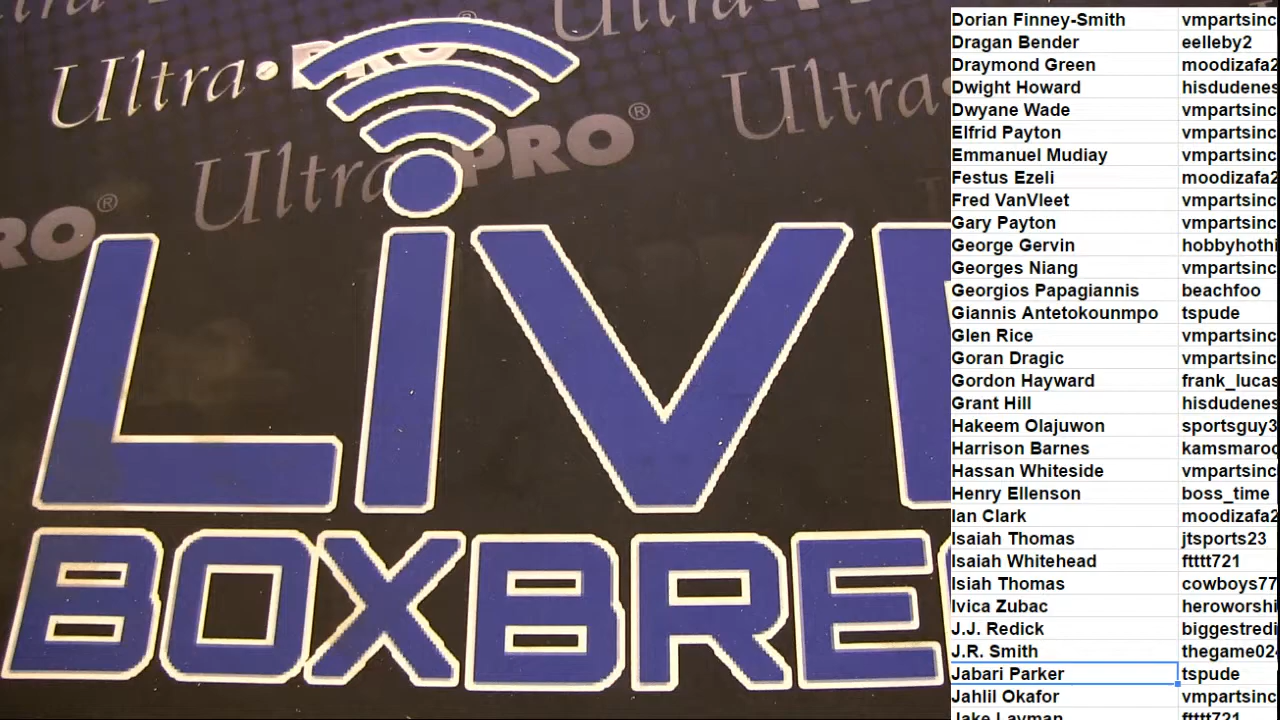 Ultra•PRO®
Ultra
Ultra•PRO®
Ultra•
RO®
LiV
BOXBRE
Dorian Finney-Smith vmpartsinc
Dragan Bender eelleby2
Draymond Green moodizafa2
Dwight Howard hisdudenes
Dwyane Wade vmpartsinc
Elfrid Payton vmpartsinc
Emmanuel Mudiay vmpartsinc
Festus Ezeli moodizafa2
Fred VanVleet vmpartsinc
Gary Payton vmpartsinc
George Gervin hobbyhothi
Georges Niang vmpartsinc
Georgios Papagiannis beachfoo
Giannis Antetokounmpo tspude
Glen Rice vmpartsinc
Goran Dragic vmpartsinc
Gordon Hayward frank_lucas
Grant Hill hisdudenes
Hakeem Olajuwon sportsguy3
Harrison Barnes kamsmaroo
Hassan Whiteside vmpartsinc
Henry Ellenson boss_time
Ian Clark moodizafa2
Isaiah Thomas jtsports23
Isaiah Whitehead fttt721
Isiah Thomas cowboys77
Ivica Zubac heroworshi
J.J. Redick biggestredi
J.R. Smith thegame024
Jabari Parker tspude
Jahlil Okafor vmpartsinc
Jake Layman